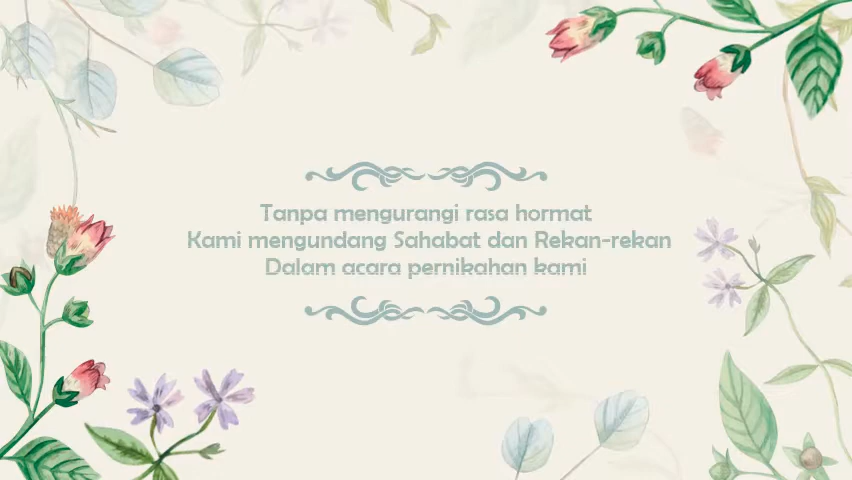 Tanpa mengurangi rasa hormat
Kami mengundang Sahabat dan Rekan-rekan
Dalam acara pernikahan kami